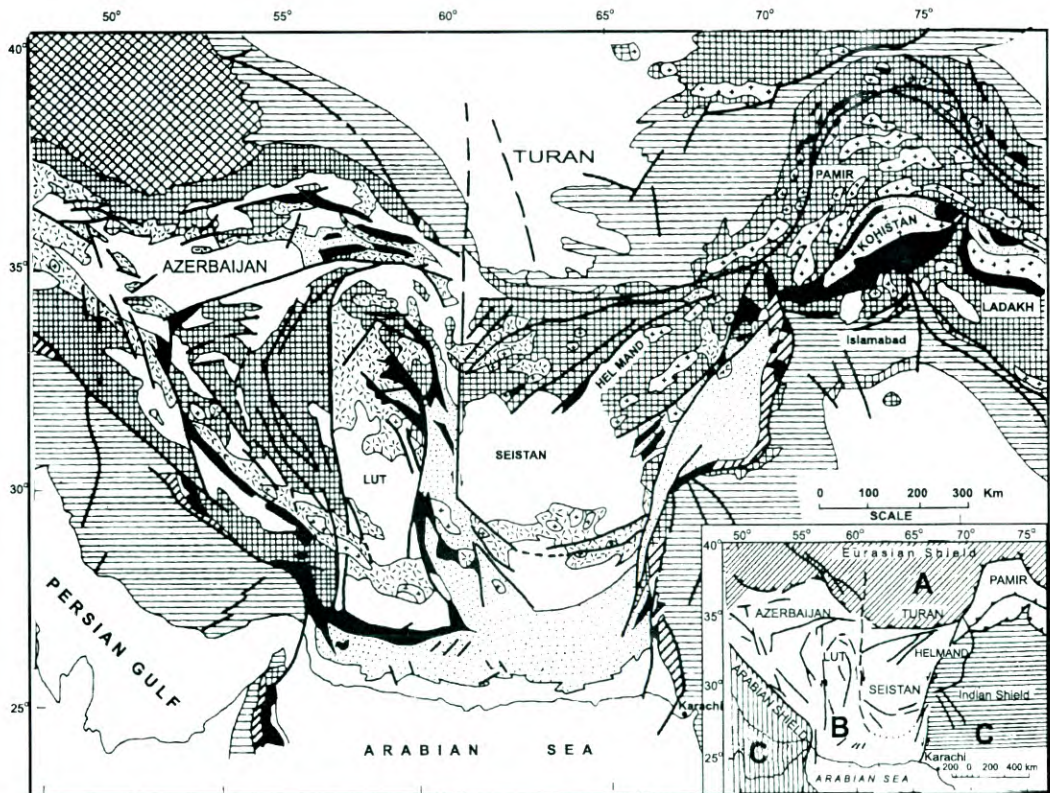 50° 55° 60° 65° 70° 75°
40°
TURAN
PAMIR
KOHISTAN
AZERBAIJAN
35°
LADAKH
Islamabad
HELMAND
SEISTAN
LUT
30°
0 100 200 300 Km
SCALE
PERSIAN GULF
25°
Karachi
ARABIAN SEA
50° 55° 60° 65° 70° 75°
40°
Eurasian Shield
A
PAMIR
35°
AZERBAIJAN
TURAN
HELMAND
LUT
30°
SEISTAN
ARABIAN SHIELD
Indian Shield
B
C
C
25°
Karachi
200 0 200 400 km
ARABIAN SEA